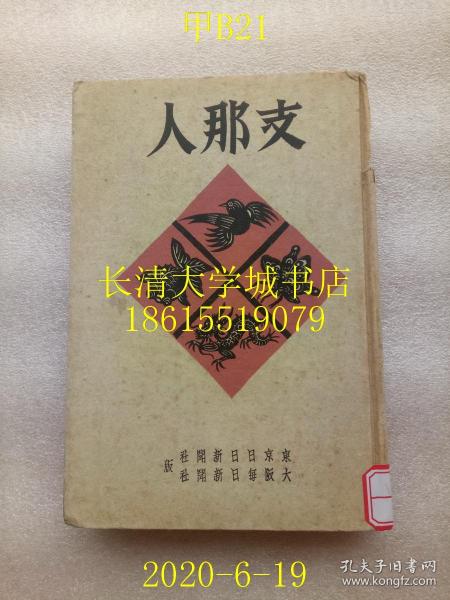 甲B21
支那人
长清大学城书店
18615519079
東京日日新聞社
大阪每日新聞社
版
2020-6-19
孔夫子旧书网
www.kongfz.com